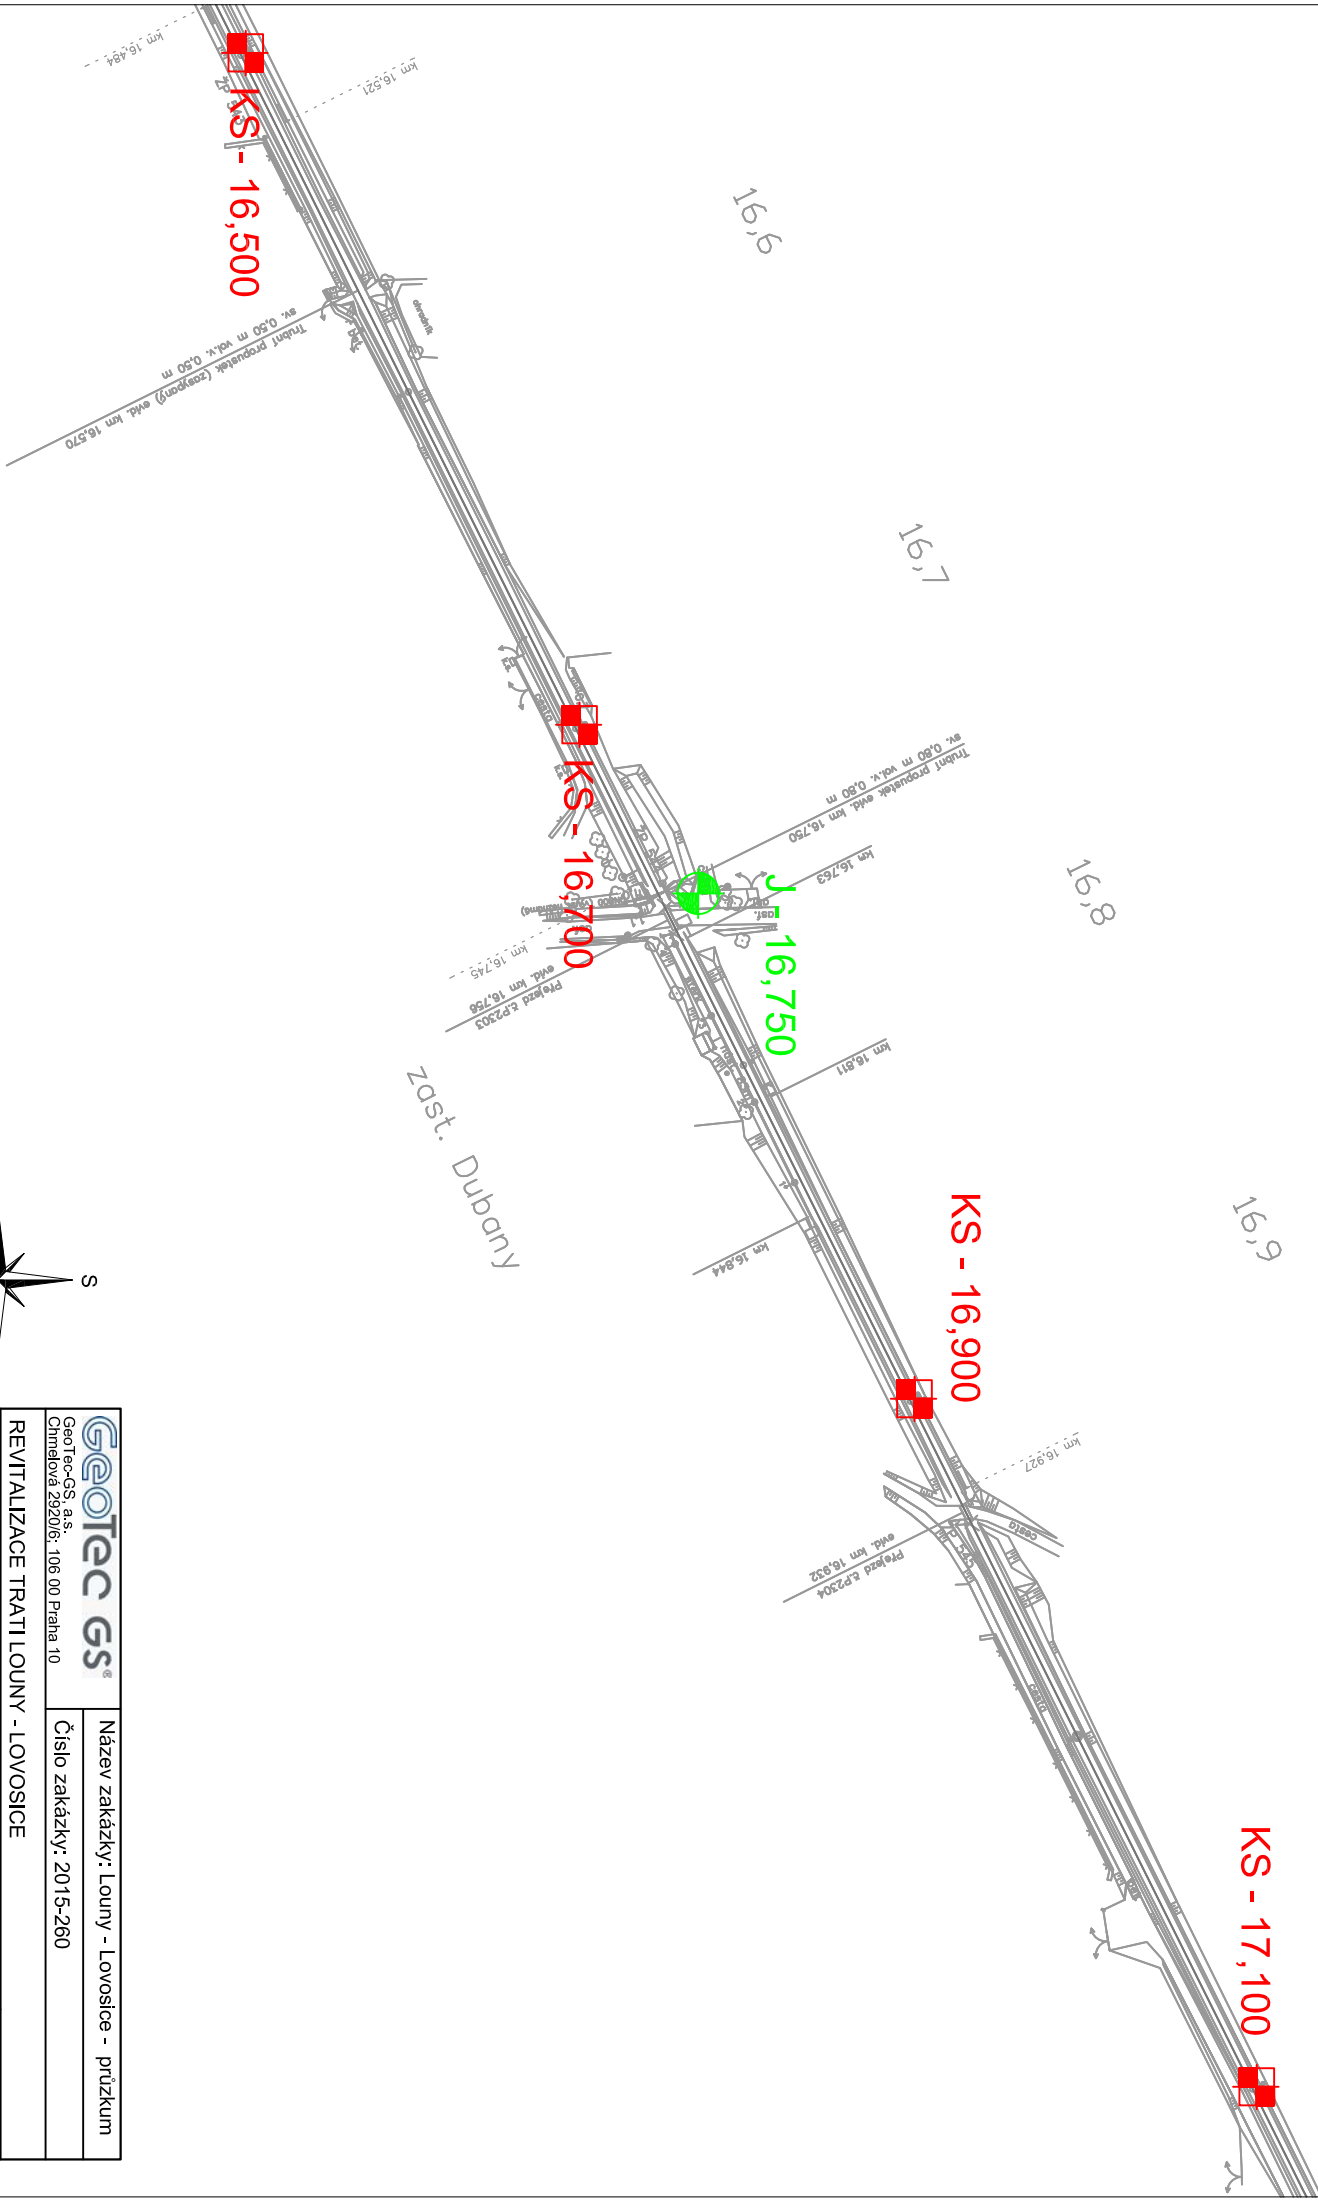 km 16,484
km 16,521
KS - 16,500
16,6
Trubní propustek (zasypaný) evid. km 16,570
sv. 0,50 m vol.v. 0,50 m
ohradník
16,7
cesta
KS - 16,700
Trubní propustek evid. km 16,750
sv. 0,80 m vol.v. 0,80 m
km 16,763
J - 16,750
16,8
km 16,745
Přejezd č.P2303
evid. km 16,756
zast. Dubany
km 16,811
km 16,844
16,9
KS - 16,900
km 16,927
cesta
Přejezd č.P2304
evid. km 16,932
cesta
KS - 17,100
S
GeoTec GS®
GeoTec-GS, a.s.
Chmelová 2920/6; 106 00 Praha 10
Název zakázky: Louny - Lovosice - průzkum
Číslo zakázky: 2015-260
REVITALIZACE TRATI LOUNY - LOVOSICE